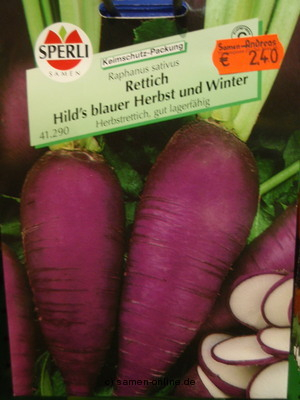 SPERLI
SAMEN
Keimschutz-Packung
Raphanus sativus
Rettich
Hild's blauer Herbst und Winter
Herbstrettich, gut lagerfähig
41.290
Samen-Andreas
€ 2.40
samen-online.de